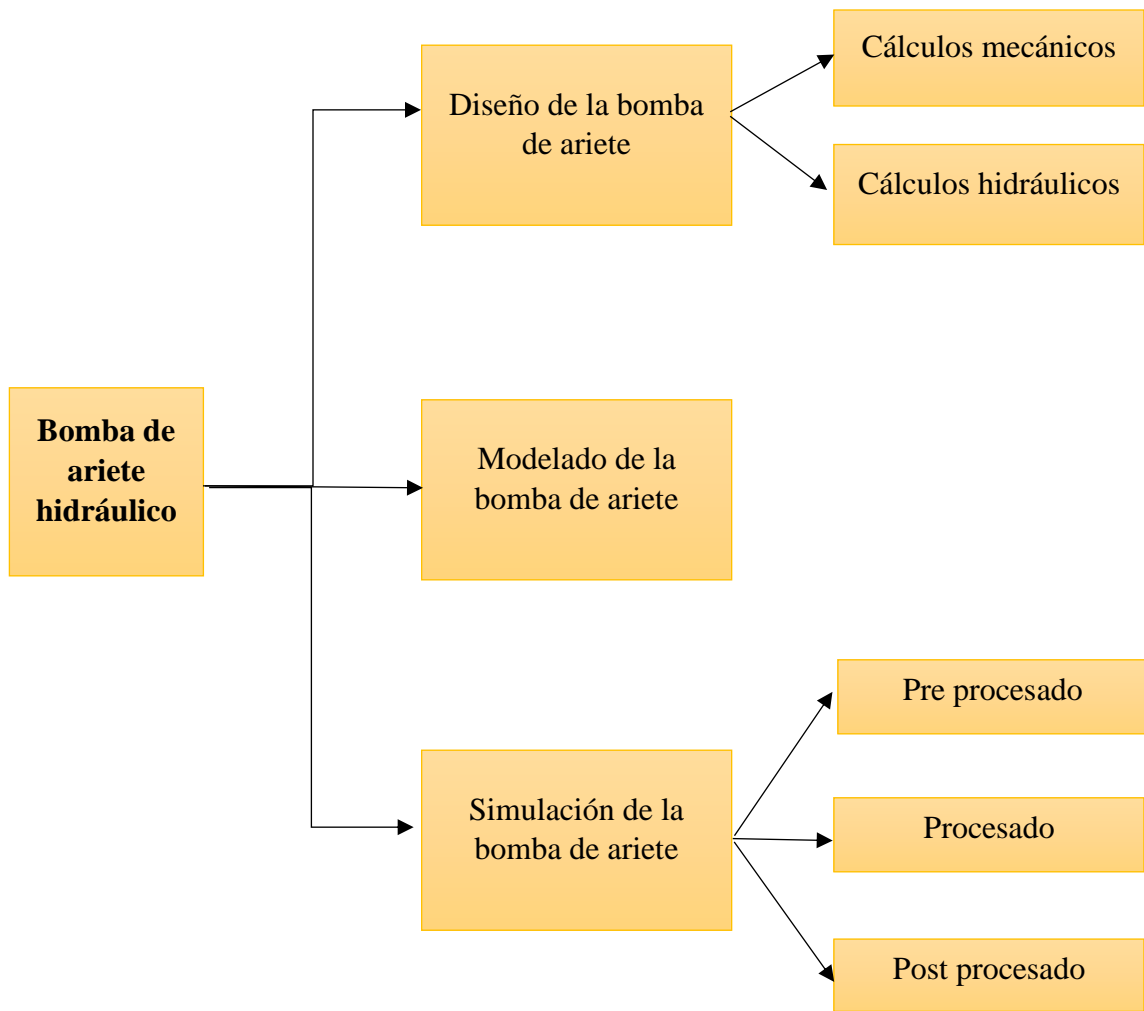 Bomba de
ariete
hidráulico
Diseño de la bomba
de ariete
Cálculos mecánicos
Cálculos hidráulicos
Modelado de la
bomba de ariete
Simulación de la
bomba de ariete
Pre procesado
Procesado
Post procesado